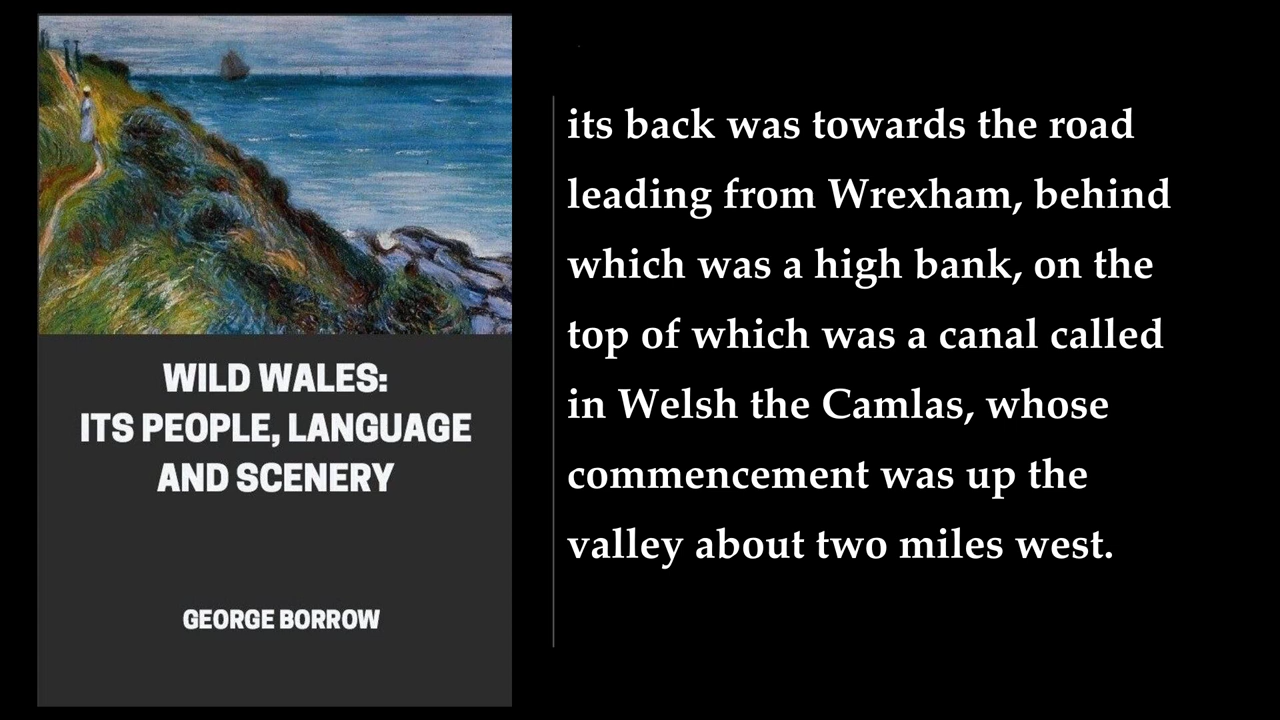 WILD WALES:
ITS PEOPLE, LANGUAGE
AND SCENERY
GEORGE BORROW
its back was towards the road
leading from Wrexham, behind
which was a high bank, on the
top of which was a canal called
in Welsh the Camlas, whose
commencement was up the
valley about two miles west.